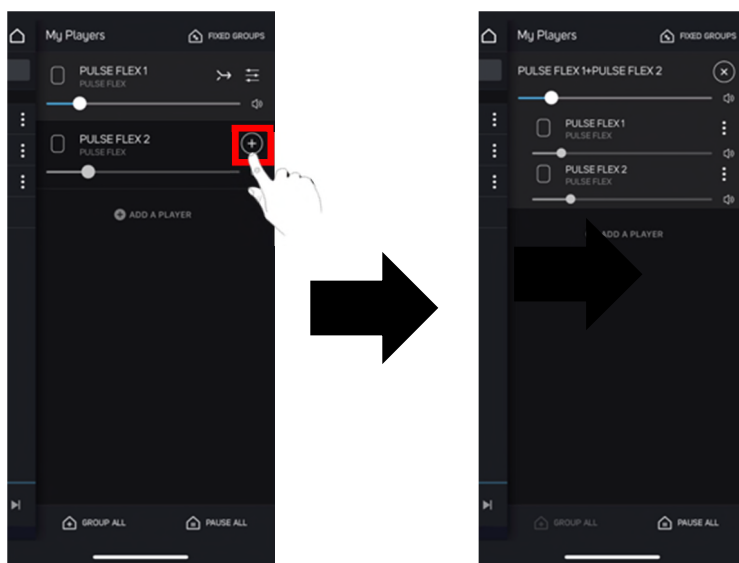 My Players
FIXED GROUPS
PULSE FLEX 1
PULSE FLEX
PULSE FLEX 2
PULSE FLEX
ADD A PLAYER
GROUP ALL
PAUSE ALL
My Players
FIXED GROUPS
PULSE FLEX 1+PULSE FLEX 2
PULSE FLEX 1
PULSE FLEX
PULSE FLEX 2
PULSE FLEX
ADD A PLAYER
GROUP ALL
PAUSE ALL